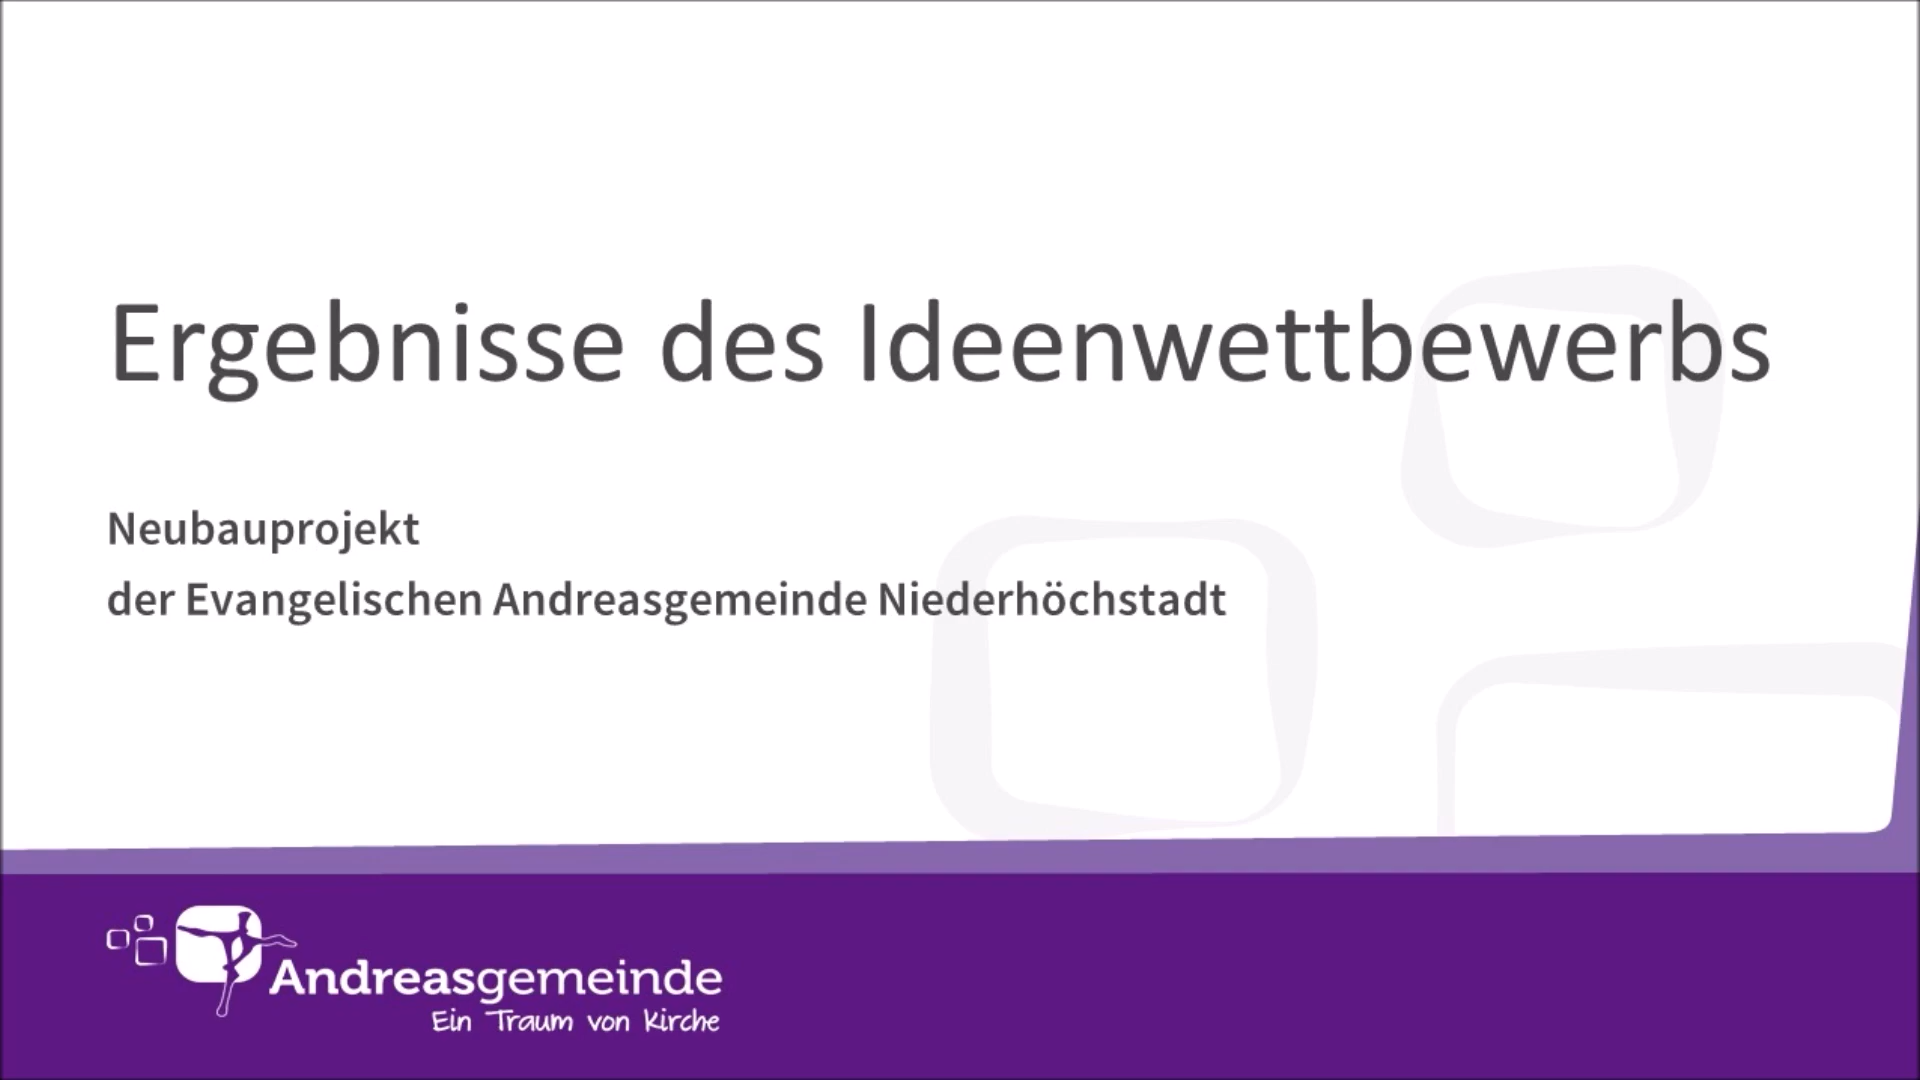 Ergebnisse des Ideenwettbewerbs
Neubauprojekt
der Evangelischen Andreasgemeinde Niederhöchstadt
Andreasgemeinde
Ein Traum von Kirche